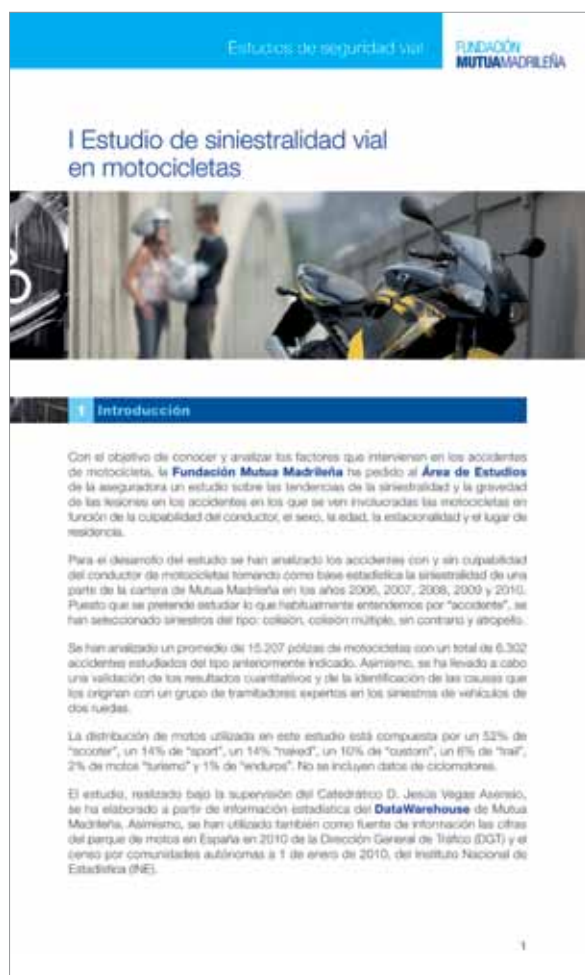 Estudios de seguridad vial
FUNDACIÓN
MUTUAMADRILEÑA
I Estudio de siniestralidad vial
en motocicletas
1 Introducción
Con el objetivo de conocer y analizar los factores que intervienen en los accidentes
de motocicleta, la Fundación Mutua Madrileña ha pedido al Área de Estudios
de la aseguradora un estudio sobre las tendencias de la siniestralidad y la gravedad
de las lesiones en los accidentes en los que se ven involucradas las motocicletas en
función de la culpabilidad del conductor, el sexo, la edad, la estacionalidad y el lugar de
residencia.
Para el desarrollo del estudio se han analizado los accidentes con y sin culpabilidad
del conductor de motocicletas tomando como base estadística la siniestralidad de una
parte de la cartera de Mutua Madrileña en los años 2006, 2007, 2008, 2009 y 2010.
Puesto que se pretende estudiar lo que habitualmente entendemos por "accidente", se
han seleccionado siniestros del tipo: colisión, colisión múltiple, sin contrario y atropello.
Se han analizado un promedio de 15.207 pólizas de motocicletas con un total de 6.302
accidentes estudiados del tipo anteriormente indicado. Asimismo, se ha llevado a cabo
una validación de los resultados cuantitativos y de la identificación de las causas que
los originan con un grupo de tramitadores expertos en los siniestros de vehículos de
dos ruedas.
La distribución de motos utilizada en este estudio está compuesta por un 52% de
"scooter", un 14% de "sport", un 14% "naked", un 10% de "custom", un 6% de "trail",
2% de motos "turismo" y 1% de "enduros". No se incluyen datos de ciclomotores.
El estudio, realizado bajo la supervisión del Catedrático D. Jesús Vegas Asensio,
se ha elaborado a partir de información estadística del DataWarehouse de Mutua
Madrileña. Asimismo, se han utilizado también como fuente de información las cifras
del parque de motos en España en 2010 de la Dirección General de Tráfico (DGT) y el
censo por comunidades autónomas a 1 de enero de 2010, del Instituto Nacional de
Estadística (INE).
1